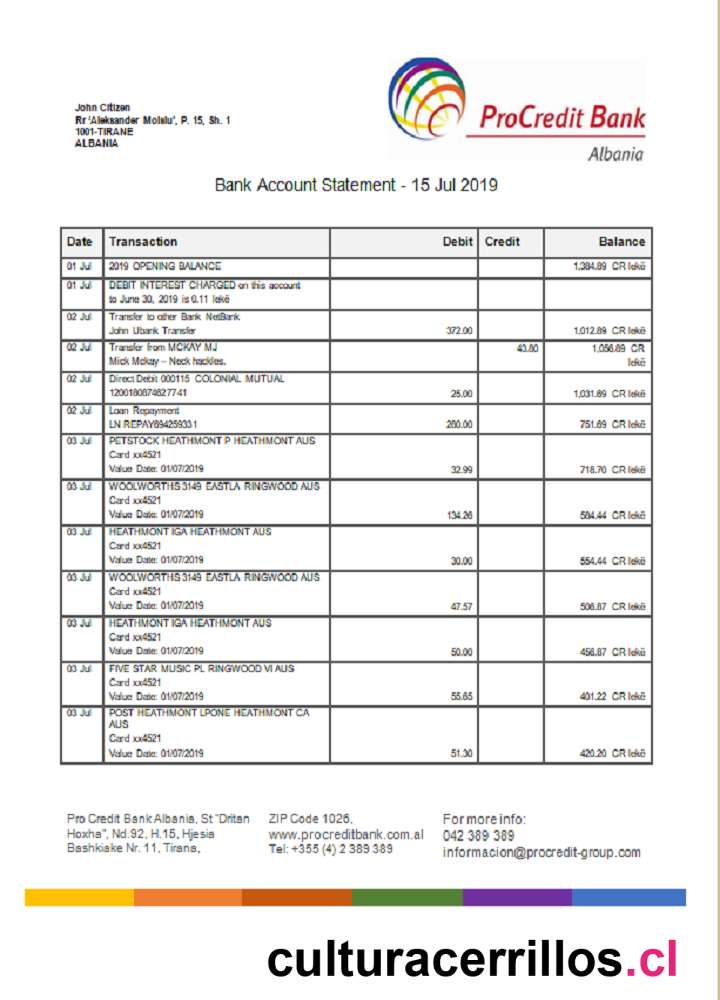 John Citizen
Rr 'Aleksander Moisiu', P. 15, Sh. 1
1001-TIRANE
ALBANIA
ProCredit Bank
Albania
Bank Account Statement - 15 Jul 2019
Date Transaction Debit Credit Balance
01 Jul 2019 OPENING BALANCE 1,384.89 CR lekë
01 Jul DEBIT INTEREST CHARGED on this account
to June 30, 2019 is 0.11 lekë
02 Jul Transfer to other Bank NetBank
John Ubank Transfer 372.00 1,012.89 CR lekë
02 Jul Transfer from MCKAY MJ 43.80 1,056.69 CR
Mick Mckay – Neck hackles. lekë
02 Jul Direct Debit 000115 COLONIAL MUTUAL
1200180874627741 25.00 1,031.69 CR lekë
02 Jul Loan Repayment
LN REPAY694259331 280.00 751.69 CR lekë
03 Jul PETSTOCK HEATHMONT P HEATHMONT AUS
Card xx4521
Value Date: 01/07/2019 32.99 718.70 CR lekë
03 Jul WOOLWORTHS 3149 EASTLA RINGWOOD AUS
Card xx4521
Value Date: 01/07/2019 134.26 584.44 CR lekë
03 Jul HEATHMONT IGA HEATHMONT AUS
Card xx4521
Value Date: 01/07/2019 30.00 554.44 CR lekë
03 Jul WOOLWORTHS 3149 EASTLA RINGWOOD AUS
Card xx4521
Value Date: 01/07/2019 47.57 506.87 CR lekë
03 Jul HEATHMONT IGA HEATHMONT AUS
Card xx4521
Value Date: 01/07/2019 50.00 456.87 CR lekë
03 Jul FIVE STAR MUSIC PL RINGWOOD VI AUS
Card xx4521
Value Date: 01/07/2019 55.65 401.22 CR lekë
03 Jul POST HEATHMONT LPONE HEATHMONT CA
AUS
Card xx4521
Value Date: 01/07/2019 51.30 420.20 CR lekë
Pro Credit Bank Albania, St "Dritan
Hoxha", Nd.92, H.15, Hjesia
Bashkiake Nr. 11, Tirana,
ZIP Code 1026,
www.procreditbank.com.al
Tel: +355 (4) 2 389 389
For more info:
042 389 389
informacion@procredit-group.com
culturacerrillos.cl